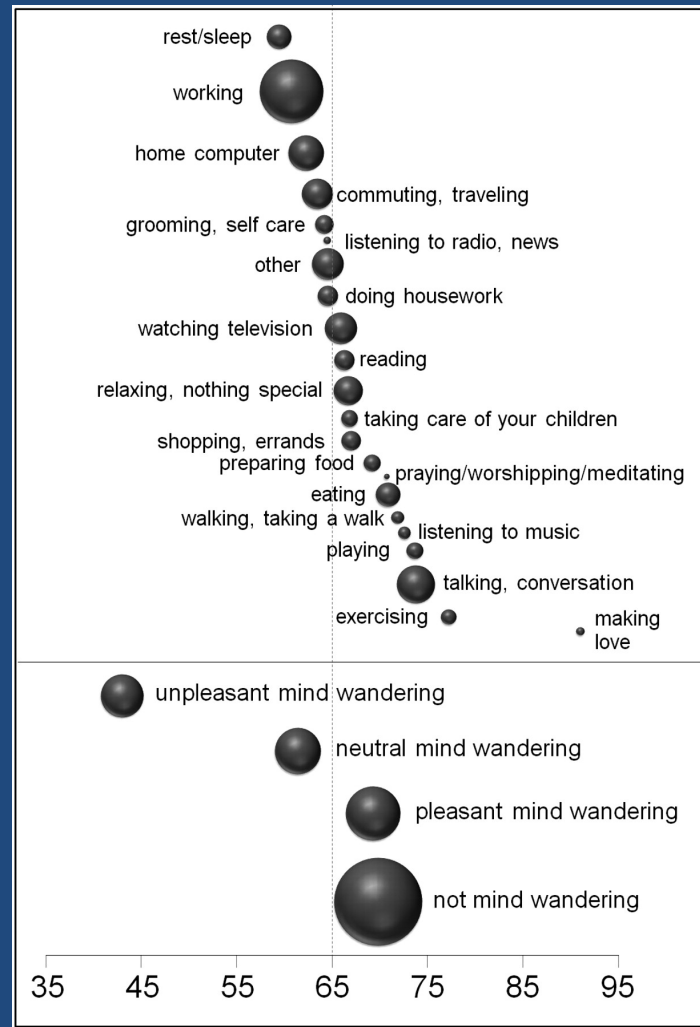 rest/sleep
working
home computer
commuting, traveling
grooming, self care
listening to radio, news
other
doing housework
watching television
reading
relaxing, nothing special
taking care of your children
shopping, errands
preparing food
praying/worshipping/meditating
eating
walking, taking a walk
listening to music
playing
talking, conversation
exercising
making
love
unpleasant mind wandering
neutral mind wandering
pleasant mind wandering
not mind wandering
35 45 55 65 75 85 95